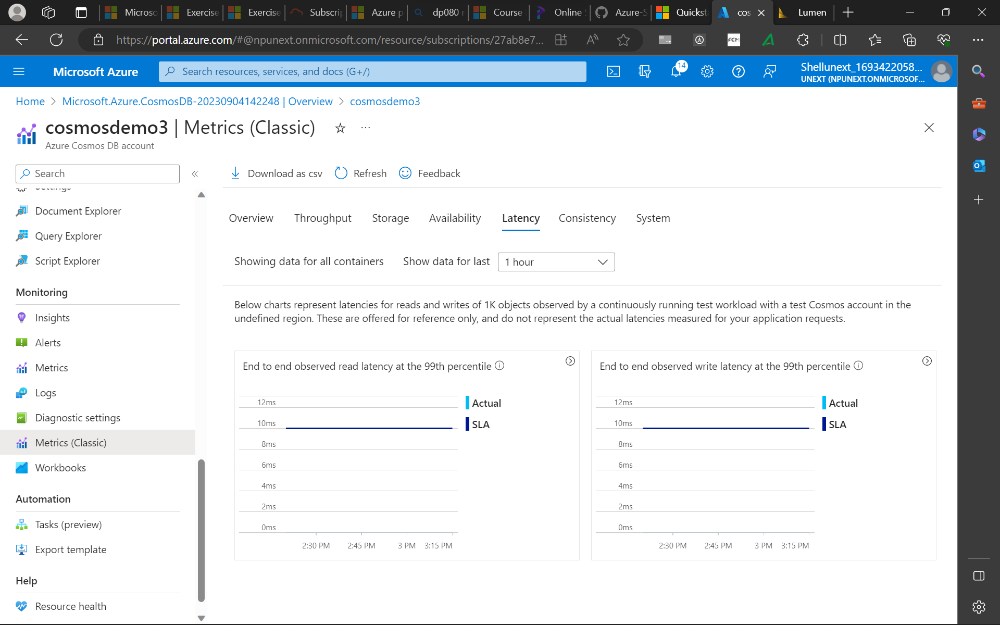 Microso
Exercise
Exercise
Subscrip
Azure p
dp080 r
Course
Online S
Azure-S
Quicksta
cos
Lumen
https://portal.azure.com/#@npunext.onmicrosoft.com/resource/subscriptions/27ab8e7...
Microsoft Azure
Search resources, services, and docs (G+/)
14
Shellunext_1693422058...
UNEXT (NPUNEXT.ONMICROSOF...
Home > Microsoft.Azure.CosmosDB-20230904142248 | Overview > cosmosdemo3
cosmosdemo3 | Metrics (Classic)
Azure Cosmos DB account
Search
Settings
Document Explorer
Query Explorer
Script Explorer
Monitoring
Insights
Alerts
Metrics
Logs
Diagnostic settings
Metrics (Classic)
Workbooks
Automation
Tasks (preview)
Export template
Help
Resource health
Download as csv
Refresh
Feedback
Overview
Throughput
Storage
Availability
Latency
Consistency
System
Showing data for all containers
Show data for last
1 hour
Below charts represent latencies for reads and writes of 1K objects observed by a continuously running test workload with a test Cosmos account in the
undefined region. These are offered for reference only, and do not represent the actual latencies measured for your application requests.
End to end observed read latency at the 99th percentile
12ms
10ms
8ms
6ms
4ms
2ms
0ms
2:30 PM
2:45 PM
3 PM
3:15 PM
Actual
SLA
End to end observed write latency at the 99th percentile
12ms
10ms
8ms
6ms
4ms
2ms
0ms
2:30 PM
2:45 PM
3 PM
3:15 PM
Actual
SLA